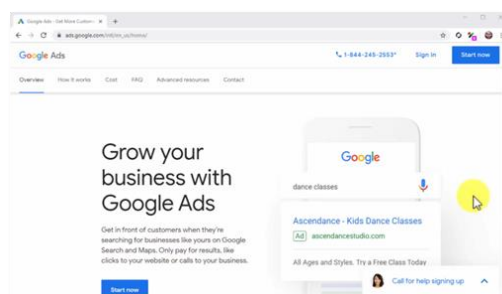 Google Ads - Get More Custom
ads.google.com/intl/en_us/home/
Google Ads
1-844-245-2553*
Sign In
Start now
Overview
How it works
Cost
FAQ
Advanced resources
Contact
Grow your
business with
Google Ads
Get in front of customers when they're
searching for businesses like yours on Google
Search and Maps. Only pay for results, like
clicks to your website or calls to your business.
Start now
Google
dance classes
Ascendance - Kids Dance Classes
Ad ascendancestudio.com
All Ages and Styles. Try a Free Class Today
Call for help signing up